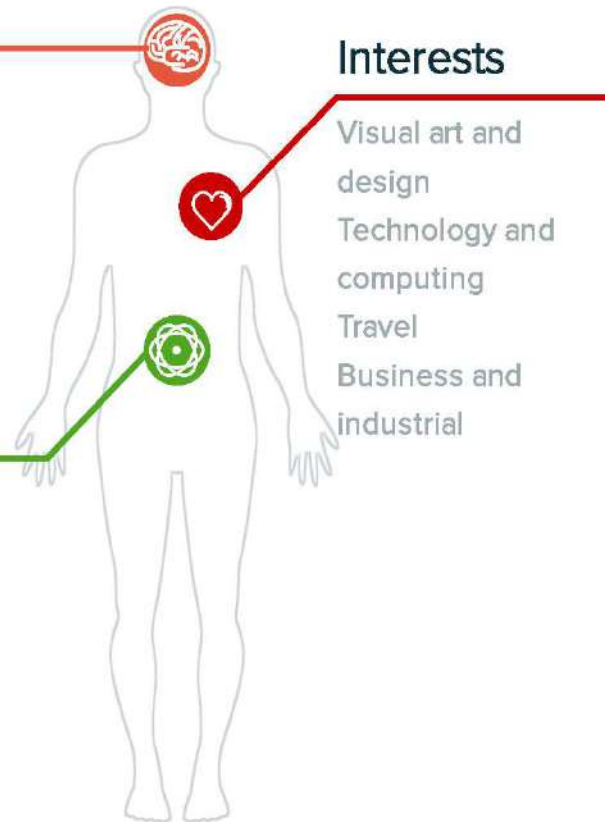 Interests
Visual art and
design
Technology and
computing
Travel
Business and
industrial